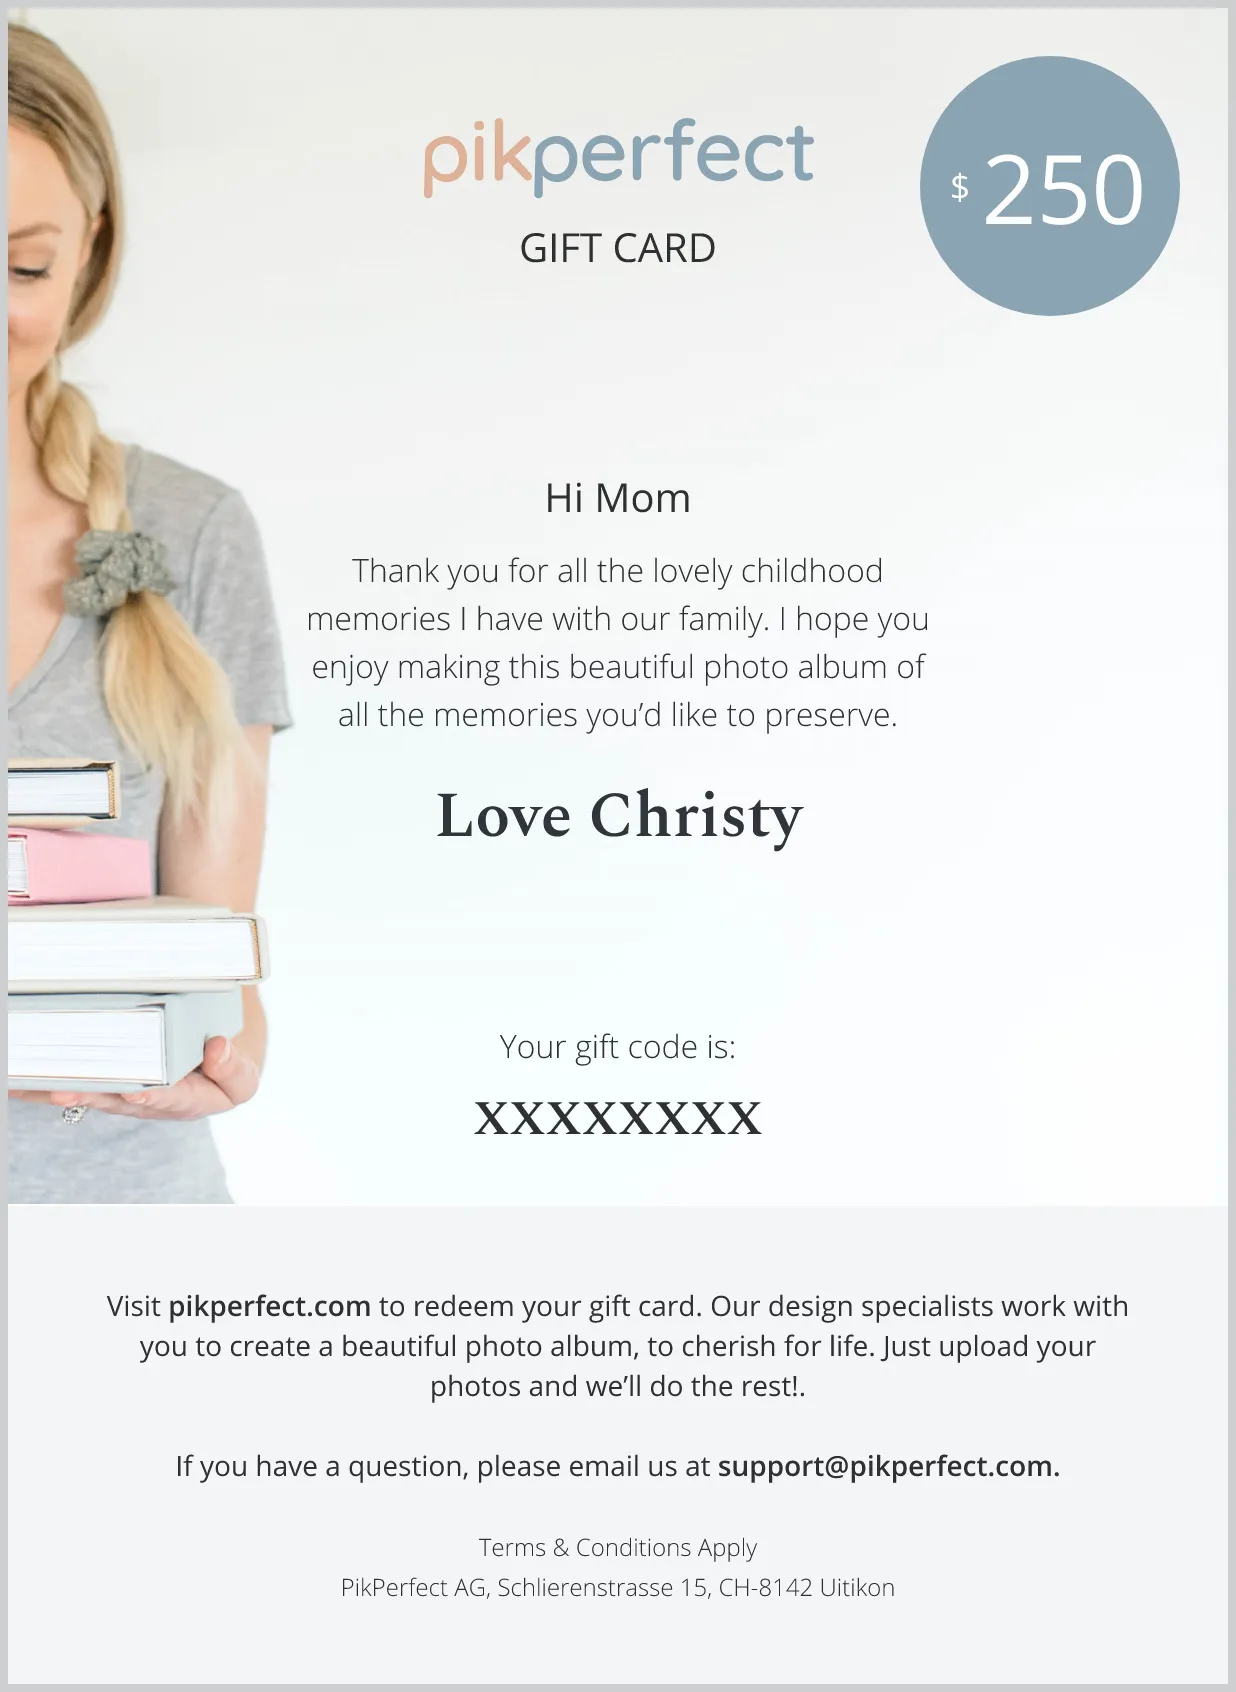 pikperfect
GIFT CARD
$ 250
Hi Mom
Thank you for all the lovely childhood
memories I have with our family. I hope you
enjoy making this beautiful photo album of
all the memories you’d like to preserve.
Love Christy
Your gift code is:
XXXXXXXX
Visit pikperfect.com to redeem your gift card. Our design specialists work with
you to create a beautiful photo album, to cherish for life. Just upload your
photos and we’ll do the rest!.
If you have a question, please email us at support@pikperfect.com.
Terms & Conditions Apply
PikPerfect AG, Schlierenstrasse 15, CH-8142 Uitikon